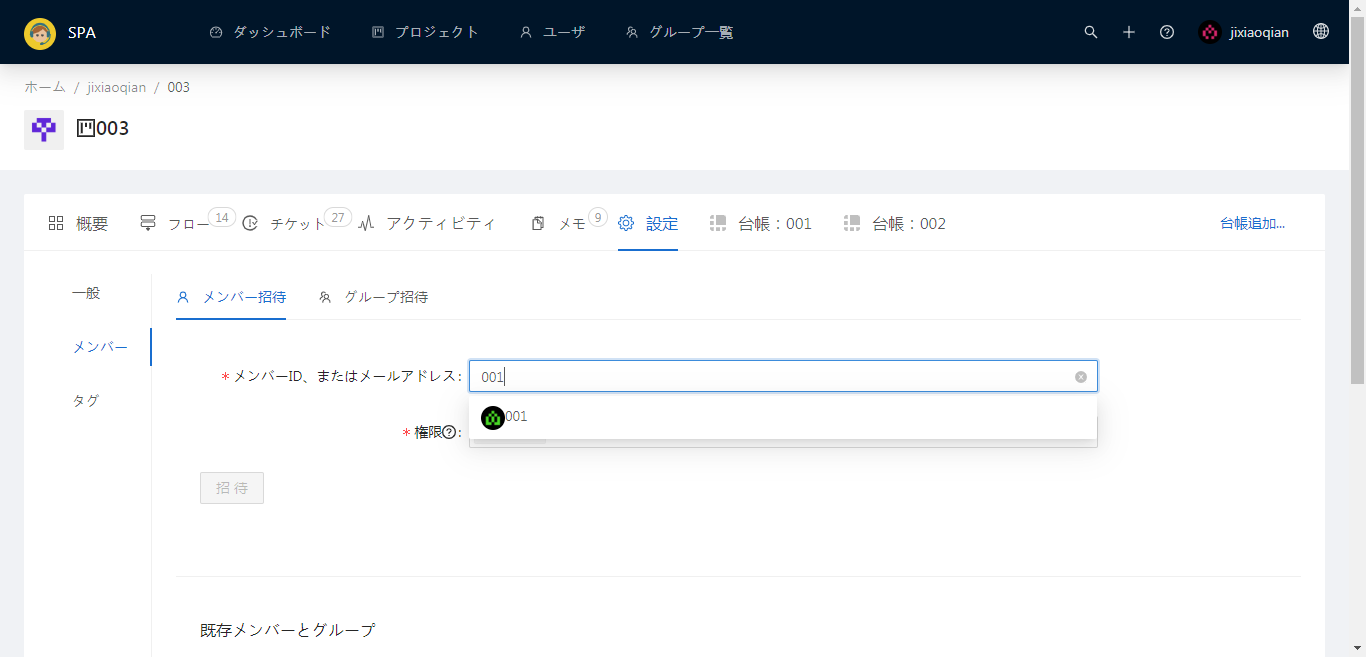 SPA ダッシュボード プロジェクト ユーザ グループ一覧 jixiaoqian
ホーム / jixiaoqian / 003
003
概要 フロー 14 チケット 27 アクティビティ メモ 9 設定 台帳：001 台帳：002 台帳追加...
一般
メンバー招待 グループ招待
メンバー
* メンバーID、またはメールアドレス: 001
タグ
001
* 権限 :
招 待
既存メンバーとグループ